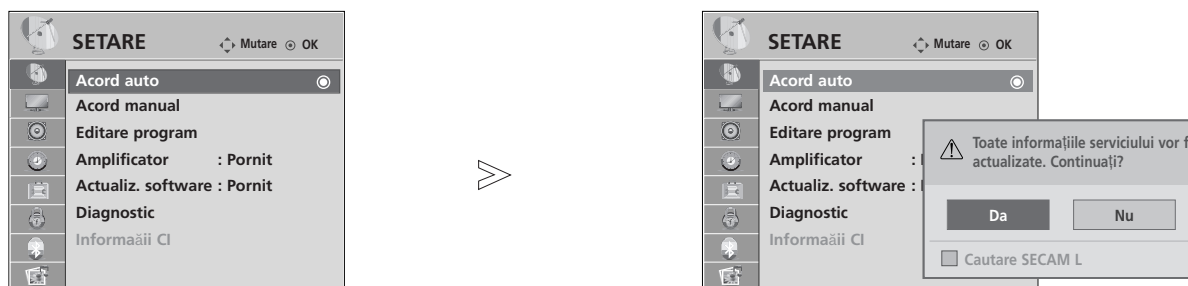 SETARE Mutare OK
Acord auto
Acord manual
Editare program
Amplificator : Pornit
Actualiz. software : Pornit
Diagnostic
Informaăii CI
SETARE Mutare OK
Acord auto
Acord manual
Editare program
Amplificator :
Actualiz. software :
Diagnostic
Informaăii CI
Toate informațiile serviciului vor f
actualizate. Continuați?
Da Nu
Cautare SECAM L